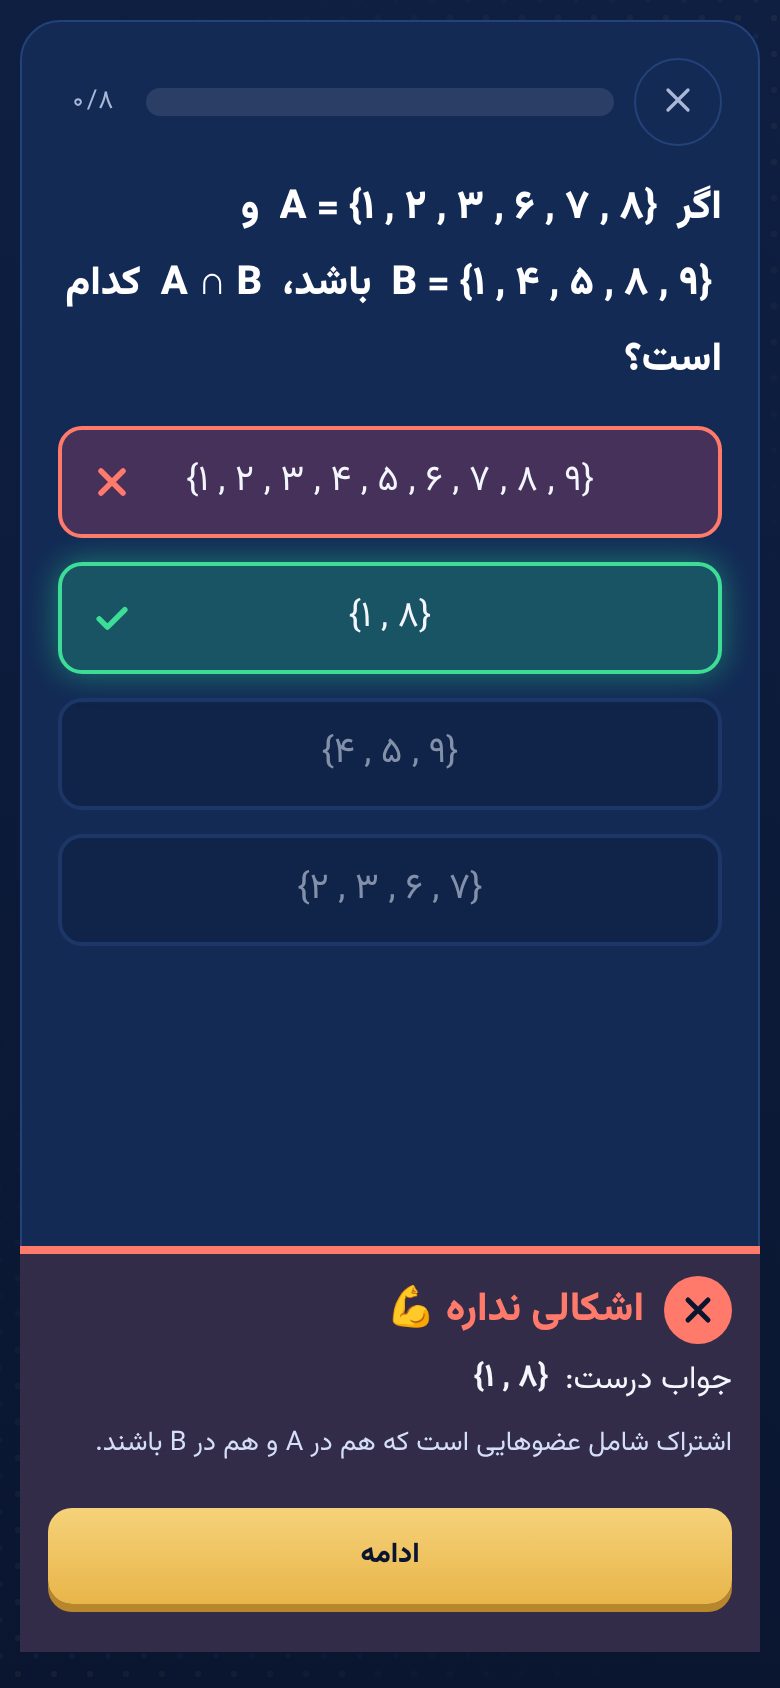 ۰/۸
اگر A = {۱ , ۲ , ۳ , ۶ , ۷ , ۸} و
B = {۱ , ۴ , ۵ , ۸ , ۹} باشد، A ∩ B کدام
است؟
{۱ , ۲ , ۳ , ۴ , ۵ , ۶ , ۷ , ۸ , ۹}
{۱ , ۸}
{۴ , ۵ , ۹}
{۲ , ۳ , ۶ , ۷}
اشکالی نداره 💪
جواب درست: {۱ , ۸}
اشتراک شامل عضوهایی است که هم در A و هم در B باشند.
ادامه